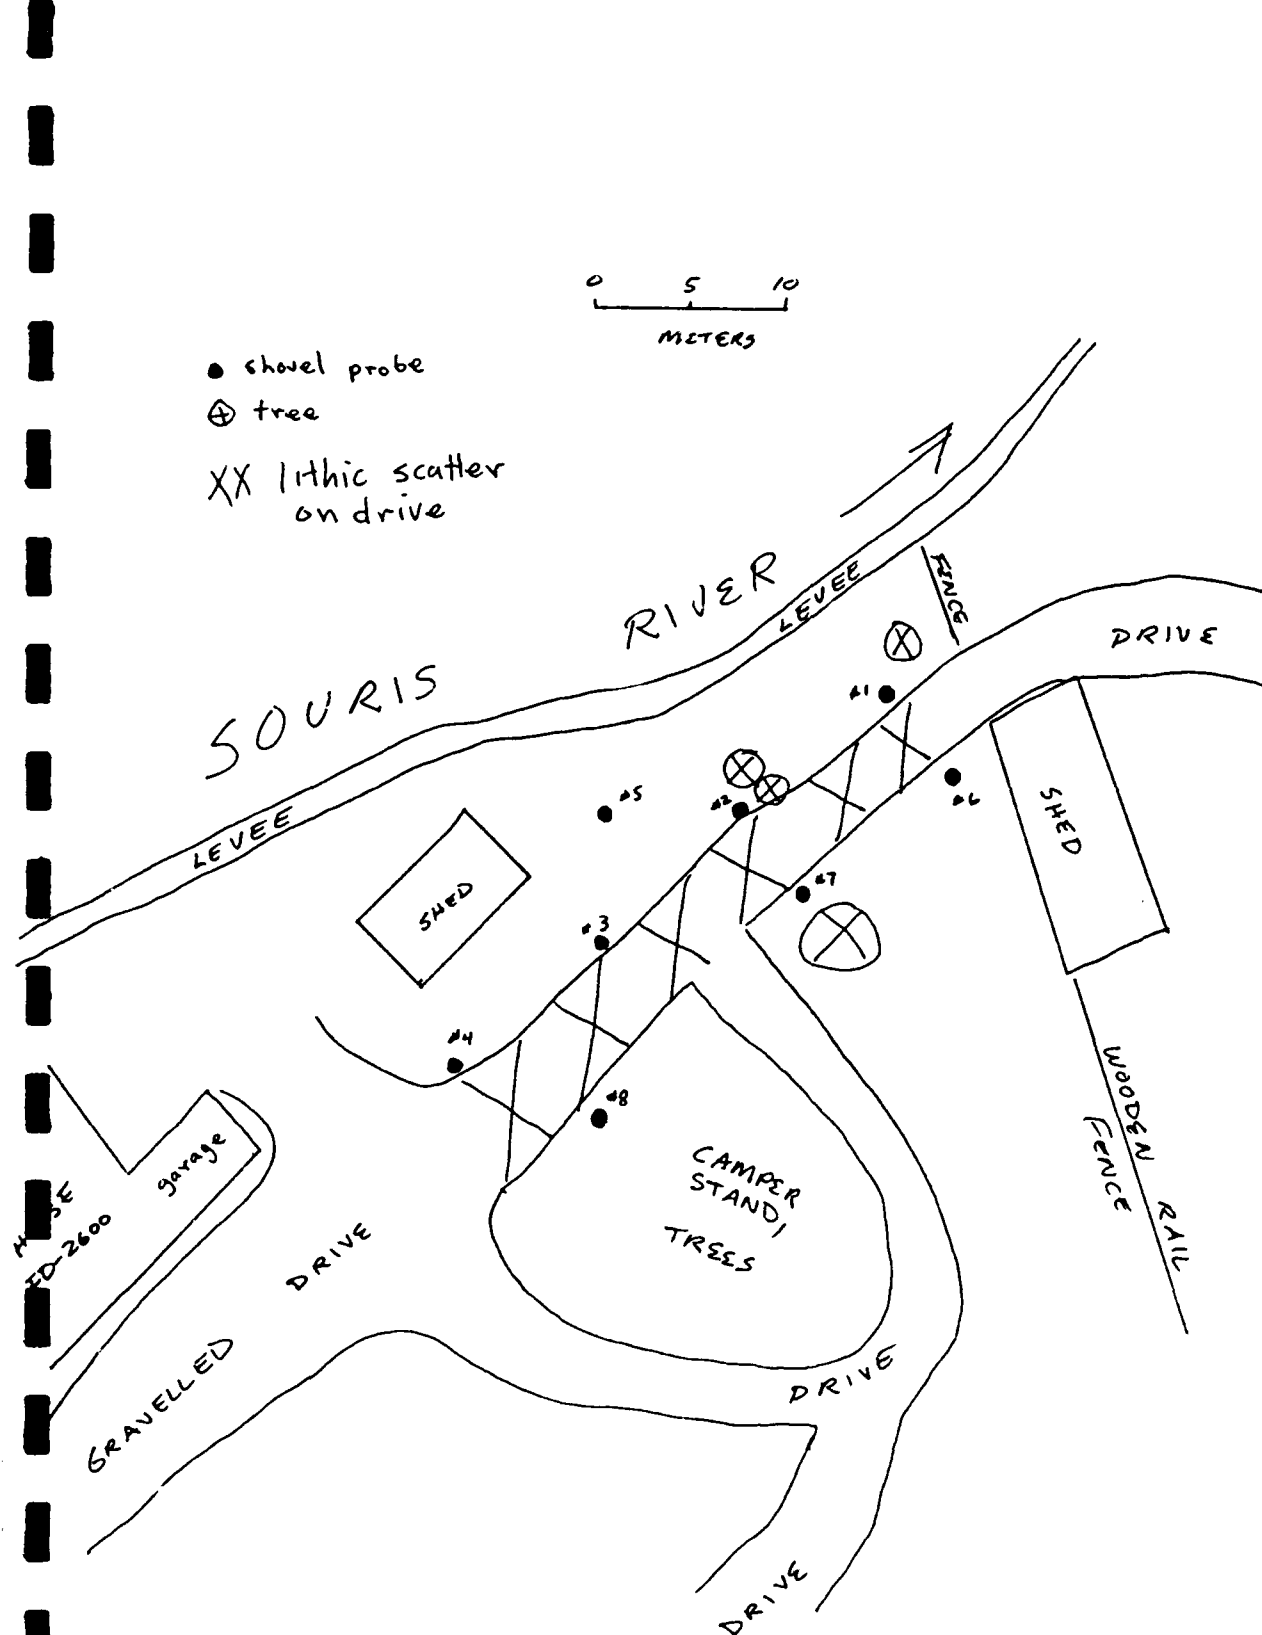 0 5 10
METERS
shovel probe
tree
XX lithic scatter
on drive
SOURIS RIVER
LEVEE
LEVEE
FENCE
DRIVE
#1
#2
#5
#6
#7
#3
#4
#8
SHED
SHED
garage
2600
CAMPER
STAND,
TREES
WOODEN RAIL
FENCE
GRAVELLED DRIVE
DRIVE
DRIVE